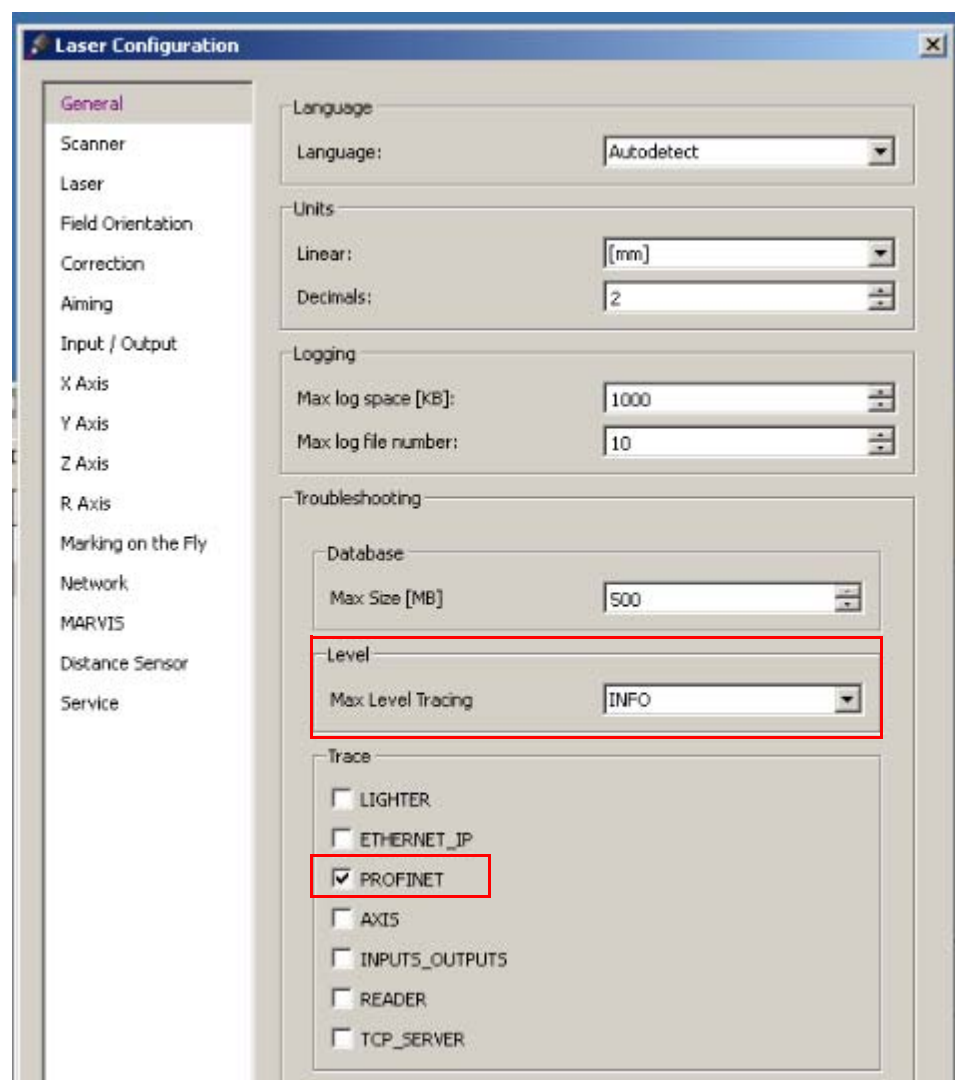 Laser Configuration
General
Scanner
Laser
Field Orientation
Correction
Aiming
Input / Output
X Axis
Y Axis
Z Axis
R Axis
Marking on the Fly
Network
MARVIS
Distance Sensor
Service
Language
Language: Autodetect
Units
Linear: [mm]
Decimals: 2
Logging
Max log space [KB]: 1000
Max log file number: 10
Troubleshooting
Database
Max Size [MB] 500
Level
Max Level Tracing INFO
Trace
LIGHTER
ETHERNET_IP
PROFINET
AXIS
INPUTS_OUTPUTS
READER
TCP_SERVER